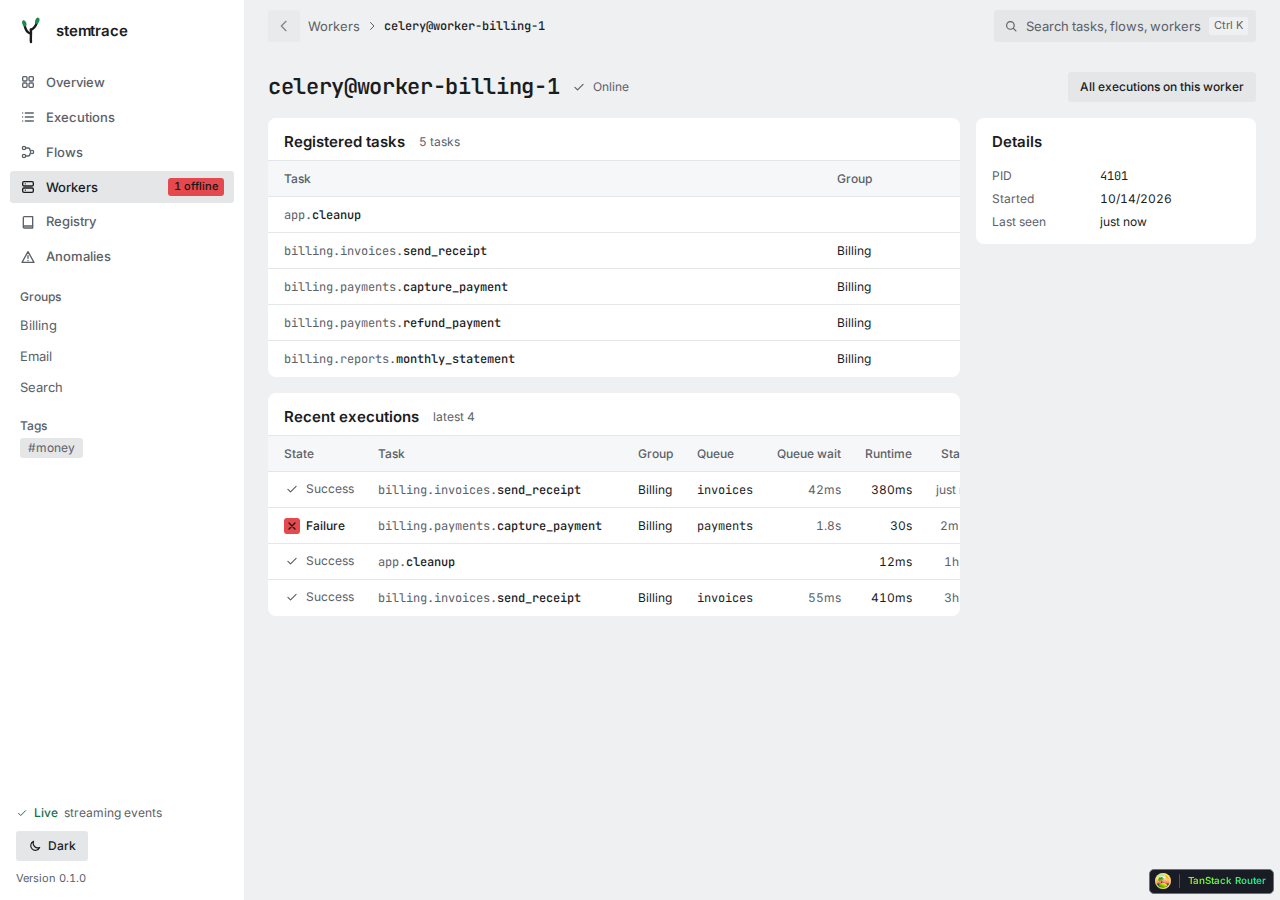 stemtrace
Overview
Executions
Flows
Workers 1 offline
Registry
Anomalies
Groups
Billing
Email
Search
Tags
#money
Live streaming events
Dark
Version 0.1.0
Workers celery@worker-billing-1
Search tasks, flows, workers Ctrl K
celery@worker-billing-1 Online
All executions on this worker
Registered tasks 5 tasks
Task Group
app.cleanup
billing.invoices.send_receipt Billing
billing.payments.capture_payment Billing
billing.payments.refund_payment Billing
billing.reports.monthly_statement Billing
Details
PID 4101
Started 10/14/2026
Last seen just now
Recent executions latest 4
State Task Group Queue Queue wait Runtime Sta
Success billing.invoices.send_receipt Billing invoices 42ms 380ms just
Failure billing.payments.capture_payment Billing payments 1.8s 30s 2m
Success app.cleanup 12ms 1h
Success billing.invoices.send_receipt Billing invoices 55ms 410ms 3h
TanStack Router